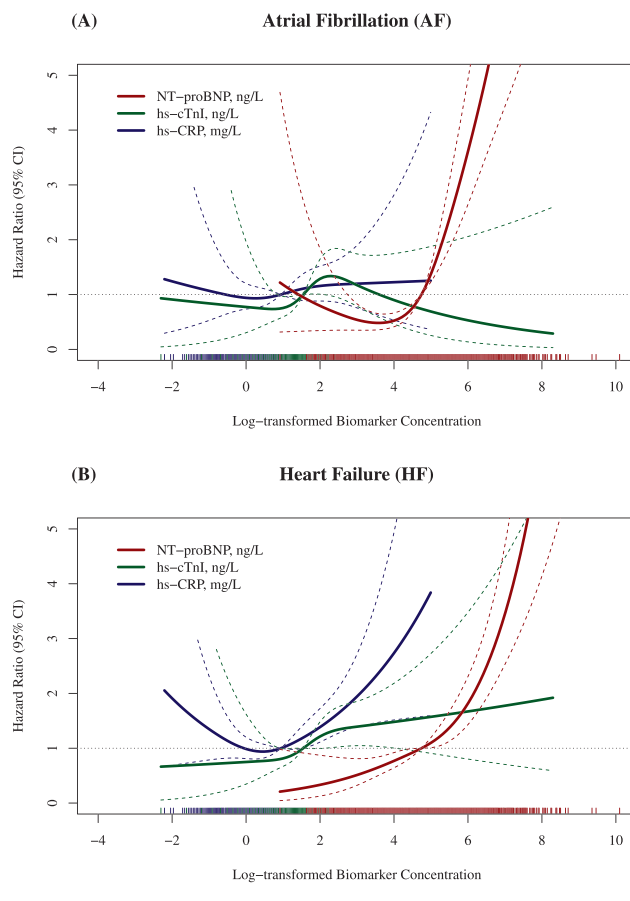 (A) Atrial Fibrillation (AF)
5
4
3
2
1
0
Hazard Ratio (95% CI)
NT−proBNP, ng/L
hs−cTnI, ng/L
hs−CRP, mg/L
−4 −2 0 2 4 6 8 10
Log−transformed Biomarker Concentration
(B) Heart Failure (HF)
5
4
3
2
1
0
Hazard Ratio (95% CI)
NT−proBNP, ng/L
hs−cTnI, ng/L
hs−CRP, mg/L
−4 −2 0 2 4 6 8 10
Log−transformed Biomarker Concentration